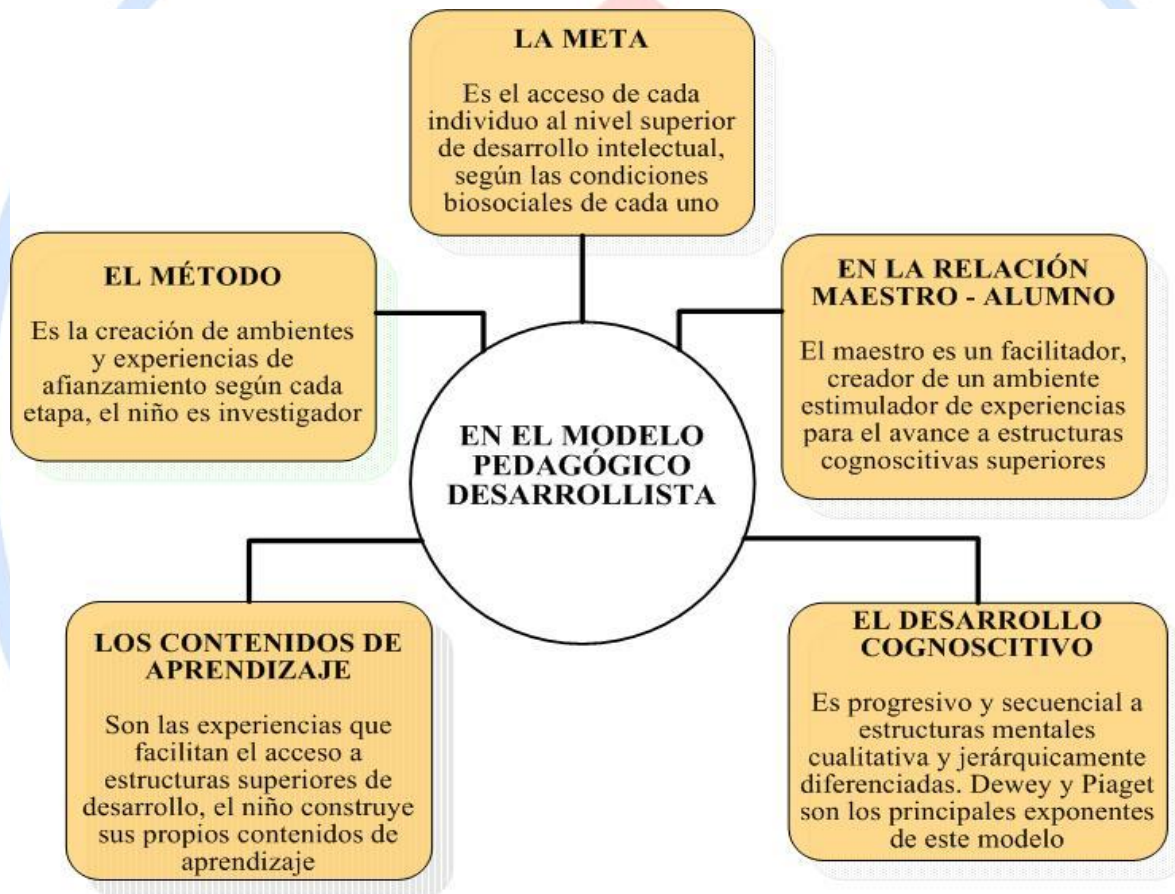 LA META
Es el acceso de cada
individuo al nivel superior
de desarrollo intelectual,
según las condiciones
biosociales de cada uno
EL MÉTODO
Es la creación de ambientes
y experiencias de
afianzamiento según cada
etapa, el niño es investigador
EN LA RELACIÓN
MAESTRO - ALUMNO
El maestro es un facilitador,
creador de un ambiente
estimulador de experiencias
para el avance a estructuras
cognoscitivas superiores
EN EL MODELO
PEDAGÓGICO
DESARROLLISTA
LOS CONTENIDOS DE
APRENDIZAJE
Son las experiencias que
facilitan el acceso a
estructuras superiores de
desarrollo, el niño construye
sus propios contenidos de
aprendizaje
EL DESARROLLO
COGNOSCITIVO
Es progresivo y secuencial a
estructuras mentales
cualitativa y jerárquicamente
diferenciadas. Dewey y Piaget
son los principales exponentes
de este modelo